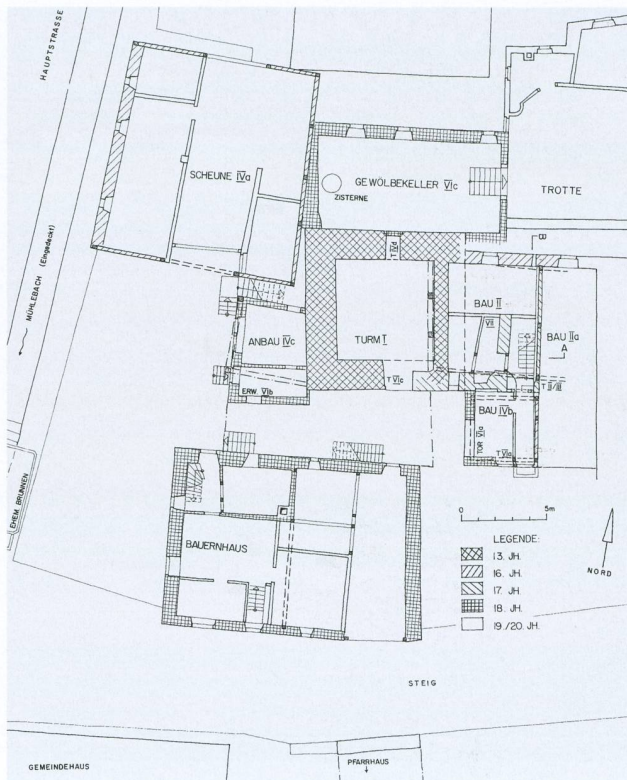 HAUPTSTRASSE
MÜHLEBACH (Eingedeckt)
EHEM. BRUNNEN
SCHEUNE IVa
GEWÖLBEKELLER VIc
ZISTERNE
TROTTE
B
T IVd
BAU II
VII
BAU IIa
A
TURM I
ANBAU IVc
ERW. VIb
T VIc
T II/III
BAU IVb
TOR VIa
T VIa
0 5m
LEGENDE:
13. JH.
16. JH.
17. JH.
18. JH.
19./20. JH.
NORD
BAUERNHAUS
STEIG
GEMEINDEHAUS
PFARRHAUS